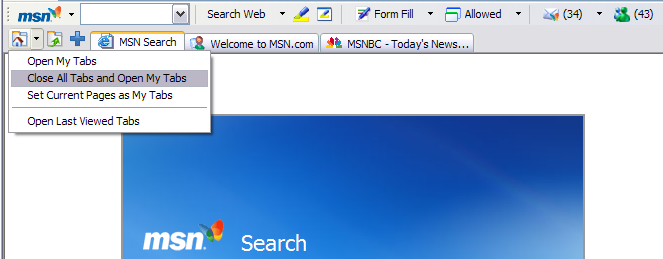 msn Search Web Form Fill Allowed (34) (43)
MSN Search Welcome to MSN.com MSNBC - Today's News...
Open My Tabs
Close All Tabs and Open My Tabs
Set Current Pages as My Tabs
Open Last Viewed Tabs
msn Search